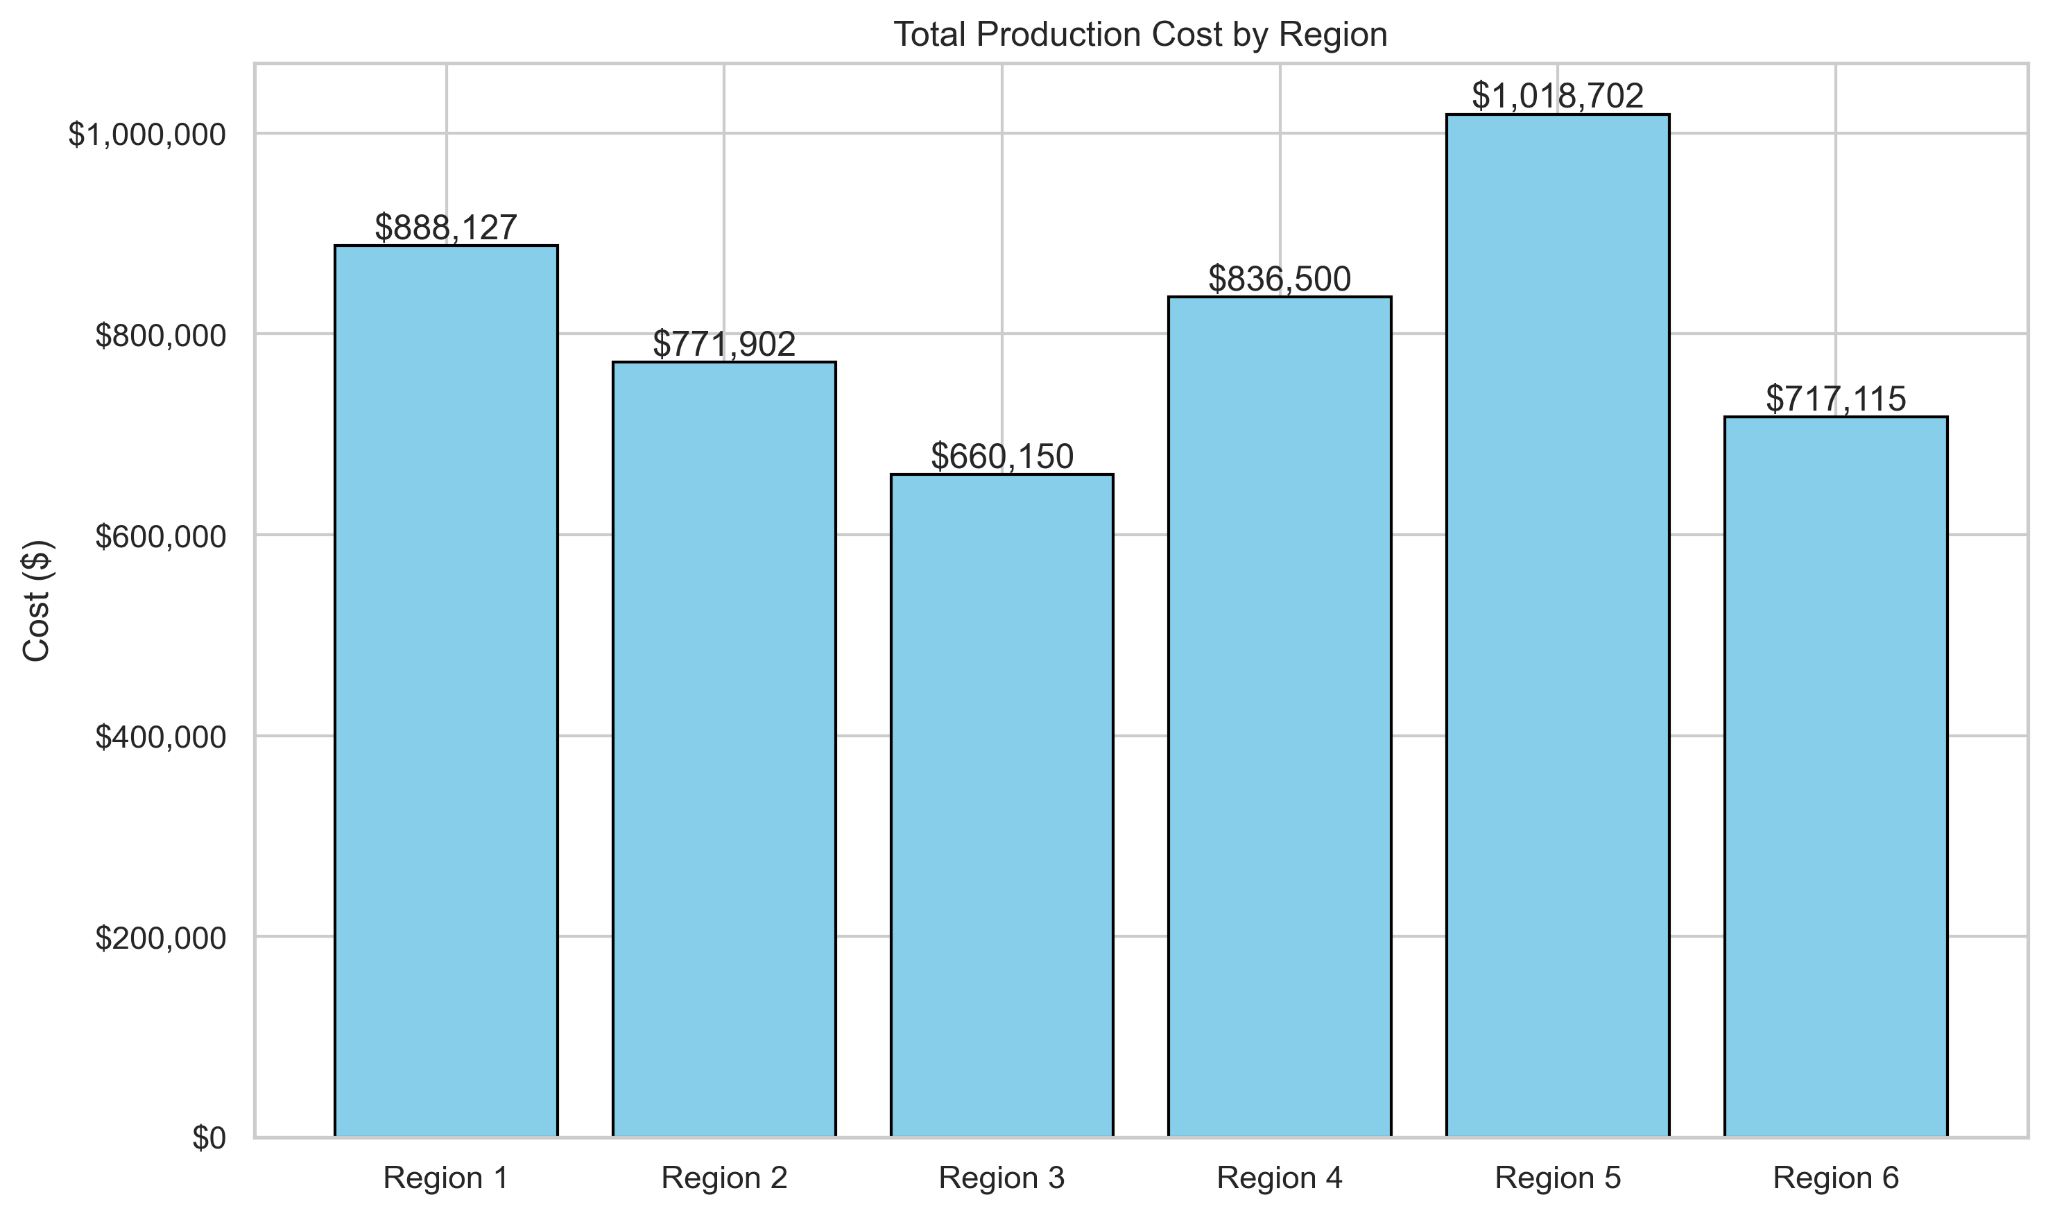 Total Production Cost by Region
Cost ($)
$1,000,000
$800,000
$600,000
$400,000
$200,000
$0
$888,127
$771,902
$660,150
$836,500
$1,018,702
$717,115
Region 1
Region 2
Region 3
Region 4
Region 5
Region 6